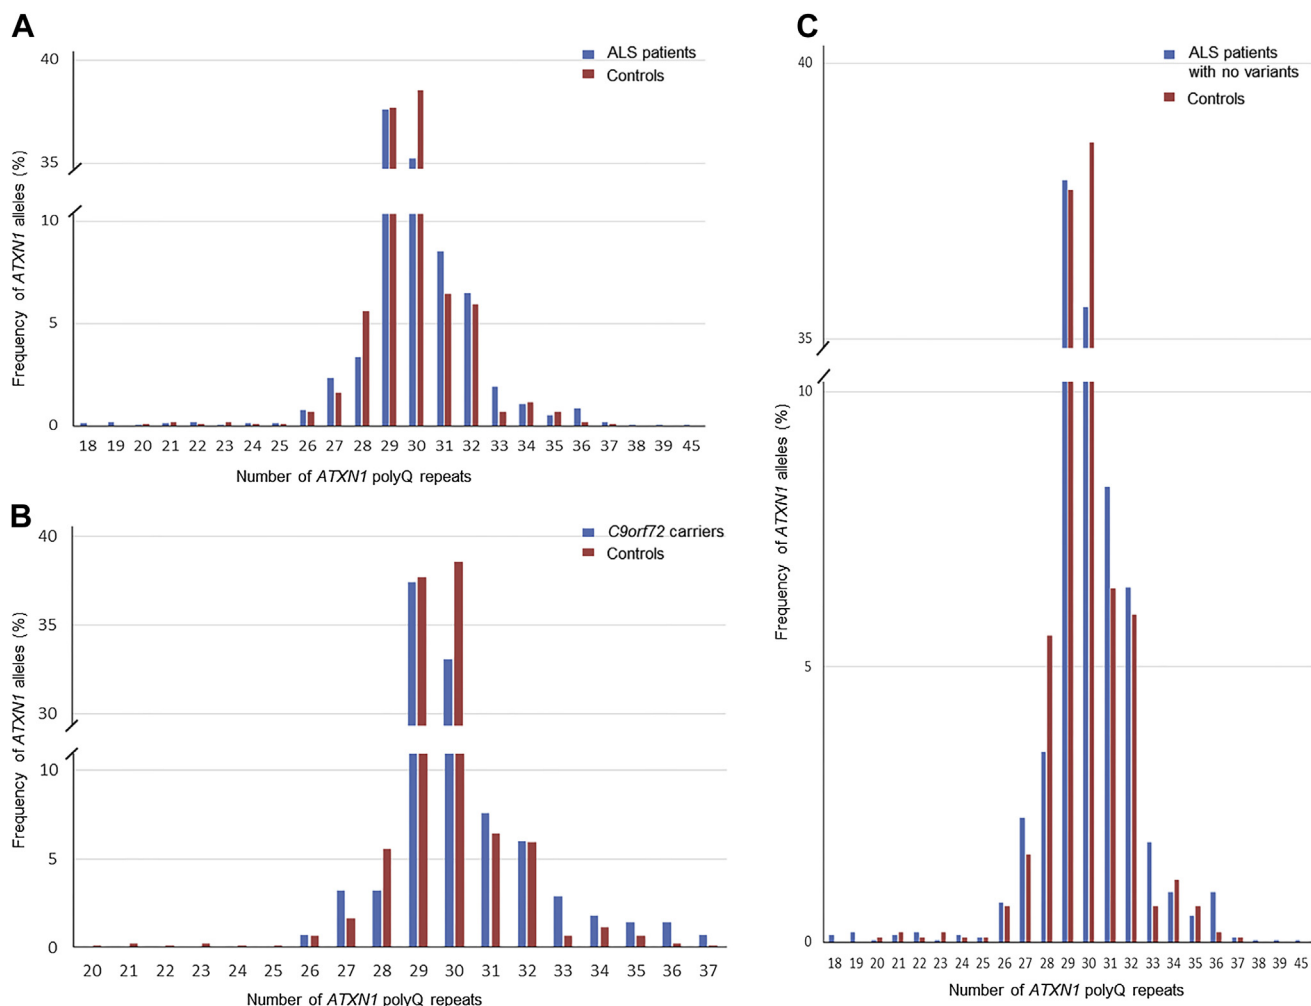 A
ALS patients
Controls
40
35
10
5
0
Frequency of ATXN1 alleles (%)
18 19 20 21 22 23 24 25 26 27 28 29 30 31 32 33 34 35 36 37 38 39 45
Number of ATXN1 polyQ repeats
B
C9orf72 carriers
Controls
40
35
30
10
5
0
Frequency of ATXN1 alleles (%)
20 21 22 23 24 25 26 27 28 29 30 31 32 33 34 35 36 37
Number of ATXN1 polyQ repeats
C
ALS patients
with no variants
Controls
40
35
10
5
0
Frequency of ATXN1 alleles (%)
18 19 20 21 22 23 24 25 26 27 28 29 30 31 32 33 34 35 36 37 38 39 45
Number of ATXN1 polyQ repeats